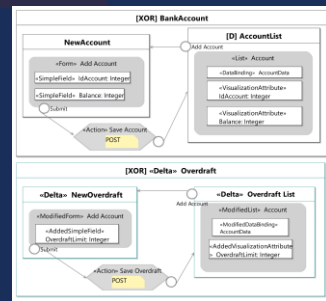 [XOR] BankAccount
NewAccount
[D] AccountList
Add Account
«Form» Add Account
«List» Account
«SimpleField» IdAccount: Integer
«DataBinding» AccountData
«VisualizationAttribute»
IdAccount: Integer
«SimpleField» Balance: Integer
«VisualizationAttribute»
Balance: Integer
Submit
«Action» Save Account
POST
[XOR] «Delta» Overdraft
«Delta» NewOverdraft
«Delta» Overdraft List
Add Account
«ModifiedForm» Add Account
«ModifiedList» Account
«AddedSimpleField»
OverdraftLimit: Integer
«ModifiedDataBinding»
AccountData
Submit
«AddedVisualizationAttribute
» OverdraftLimit: Integer
«Action» Save Overdraft
POST